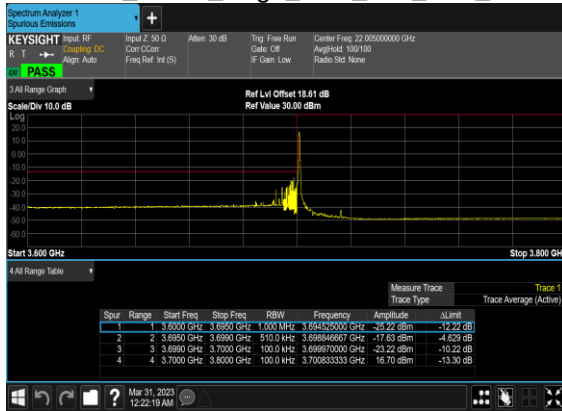 Spectrum Analyzer 1
Spurious Emissions
+
KEYSIGHT Input: RF Input Z: 50 Ω Atten: 30 dB Trig: Free Run Center Freq: 22.005000000 GHz
R T Coupling: DC Corr CCorr Gate: Off Avg|Hold: 100/100
Align: Auto Freq Ref: Int (S) IF Gain: Low Radio Std: None
PASS
3 All Range Graph Ref Lvl Offset 18.61 dB
Scale/Div 10.0 dB Ref Value 30.00 dBm
Log
20.0
10.0
0.00
-10.0
-20.0
-30.0
-40.0
-50.0
-60.0
Start 3.600 GHz Stop 3.800 GH
4 All Range Table
Measure Trace Trace 1
Trace Type Trace Average (Active)
Spur Range Start Freq Stop Freq RBW Frequency Amplitude ΔLimit
1 1 3.6000 GHz 3.6950 GHz 1.000 MHz 3.694525000 GHz -25.22 dBm -12.22 dB
2 2 3.6950 GHz 3.6990 GHz 510.0 kHz 3.698846667 GHz -17.63 dBm -4.629 dB
3 3 3.6990 GHz 3.7000 GHz 100.0 kHz 3.699970000 GHz -23.22 dBm -10.22 dB
4 4 3.7000 GHz 3.8000 GHz 100.0 kHz 3.700833333 GHz 16.70 dBm -13.30 dB
? Mar 31, 2023
12:22:19 AM